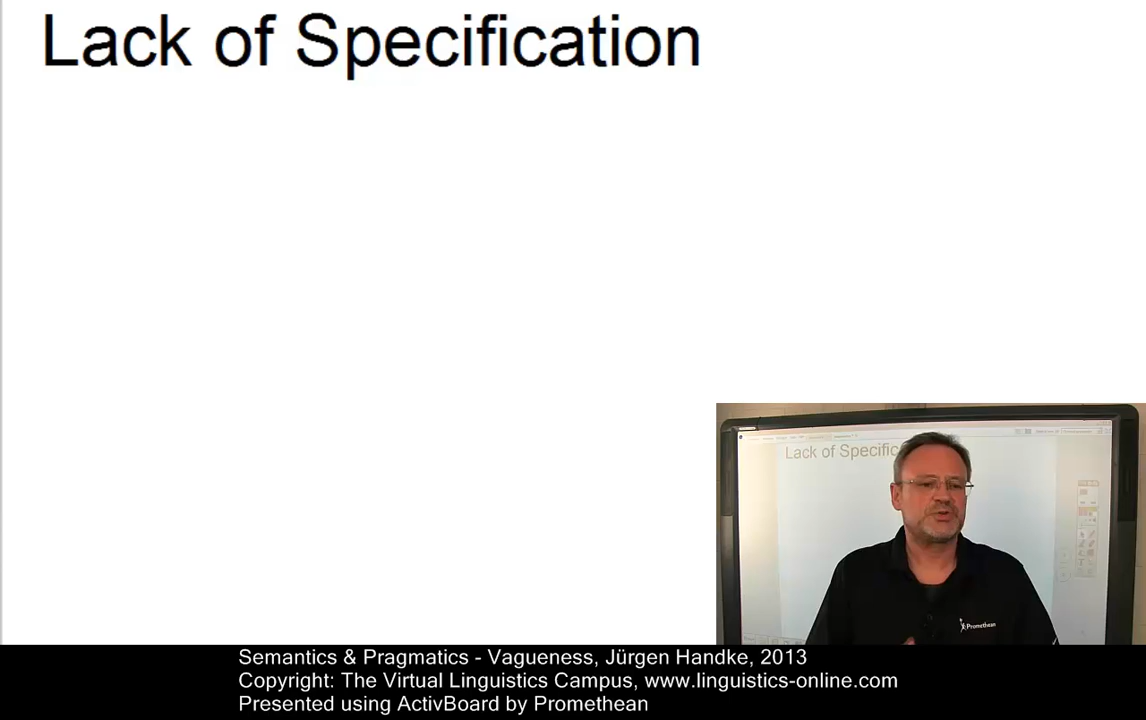 Lack of Specification
Lack of Specific
Promethean
Semantics & Pragmatics - Vagueness, Jürgen Handke, 2013
Copyright: The Virtual Linguistics Campus, www.linguistics-online.com
Presented using ActivBoard by Promethean